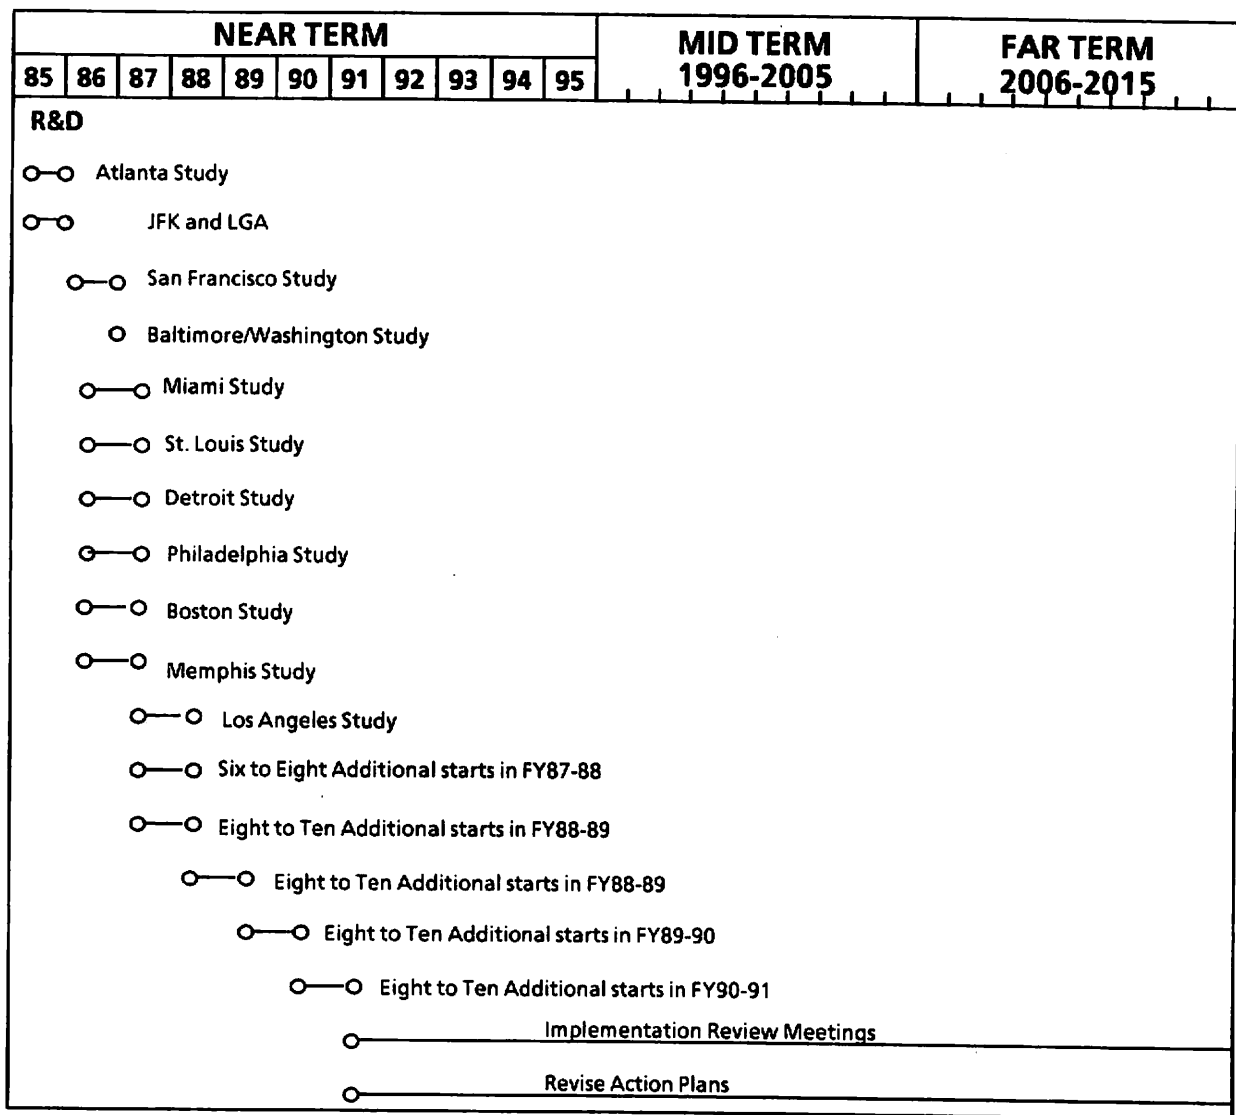 NEAR TERM
MID TERM
1996-2005
FAR TERM
2006-2015
85 86 87 88 89 90 91 92 93 94 95
R&D
Atlanta Study
JFK and LGA
San Francisco Study
Baltimore/Washington Study
Miami Study
St. Louis Study
Detroit Study
Philadelphia Study
Boston Study
Memphis Study
Los Angeles Study
Six to Eight Additional starts in FY87-88
Eight to Ten Additional starts in FY88-89
Eight to Ten Additional starts in FY88-89
Eight to Ten Additional starts in FY89-90
Eight to Ten Additional starts in FY90-91
Implementation Review Meetings
Revise Action Plans